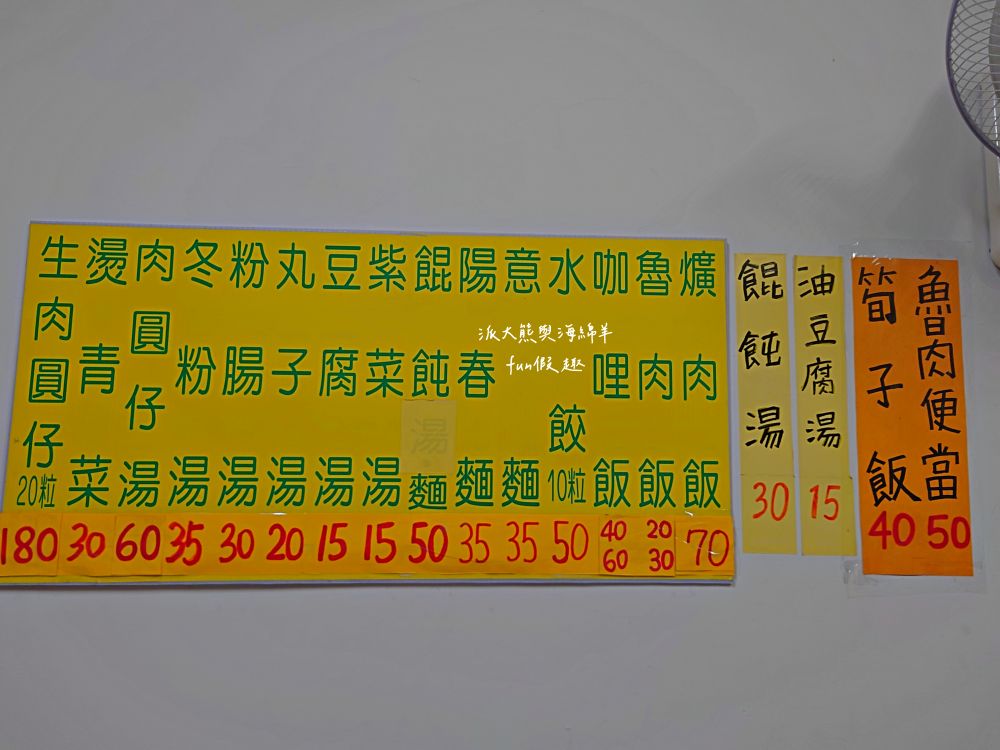 爌肉飯 70
魯肉飯 20 30
咖哩飯 40 60
水餃10粒 50
意麵 35
陽春麵 35
餛飩湯麵 50
紫菜湯 15
豆腐湯 15
丸子湯 20
粉腸湯 30
冬粉湯 35
肉圓仔湯 60
燙青菜 30
生肉圓仔20粒 180
派大熊與海綿羊
fun假趣
餛飩湯 30
油豆腐湯 15
魯肉便當 50
筍子飯 40